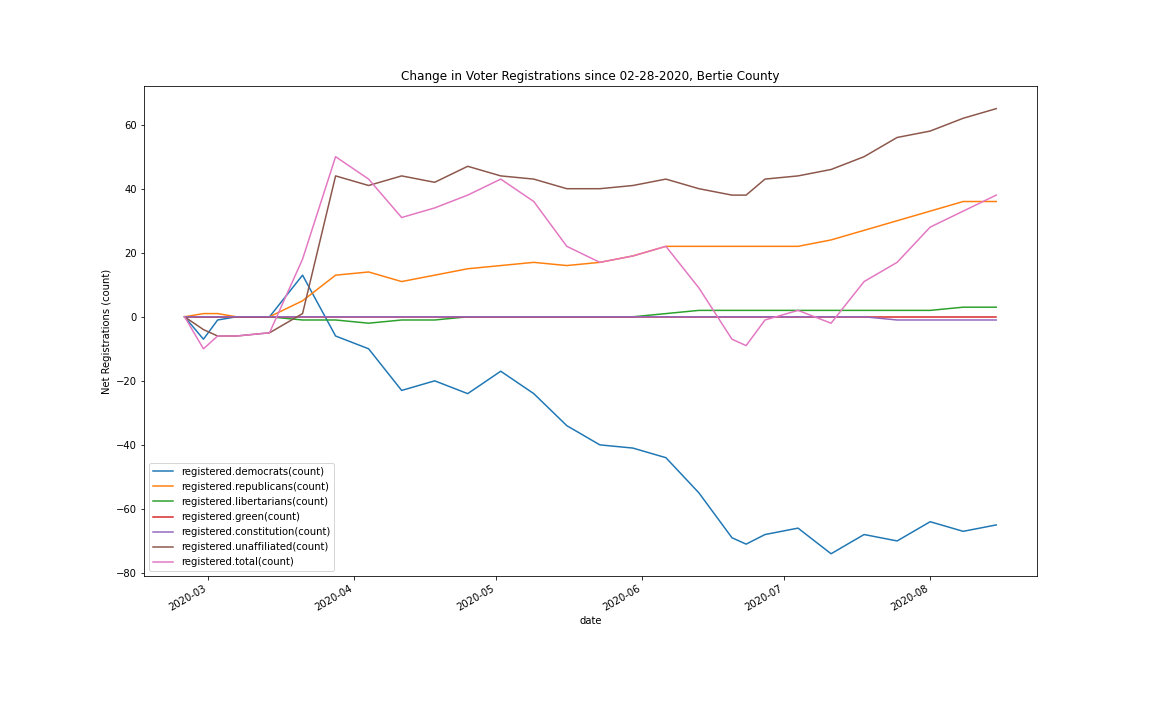 Change in Voter Registrations since 02-28-2020, Bertie County
Net Registrations (count)
60
40
20
0
−20
−40
−60
−80
registered.democrats(count)
registered.republicans(count)
registered.libertarians(count)
registered.green(count)
registered.constitution(count)
registered.unaffiliated(count)
registered.total(count)
2020-03
2020-04
2020-05
2020-06
2020-07
2020-08
date